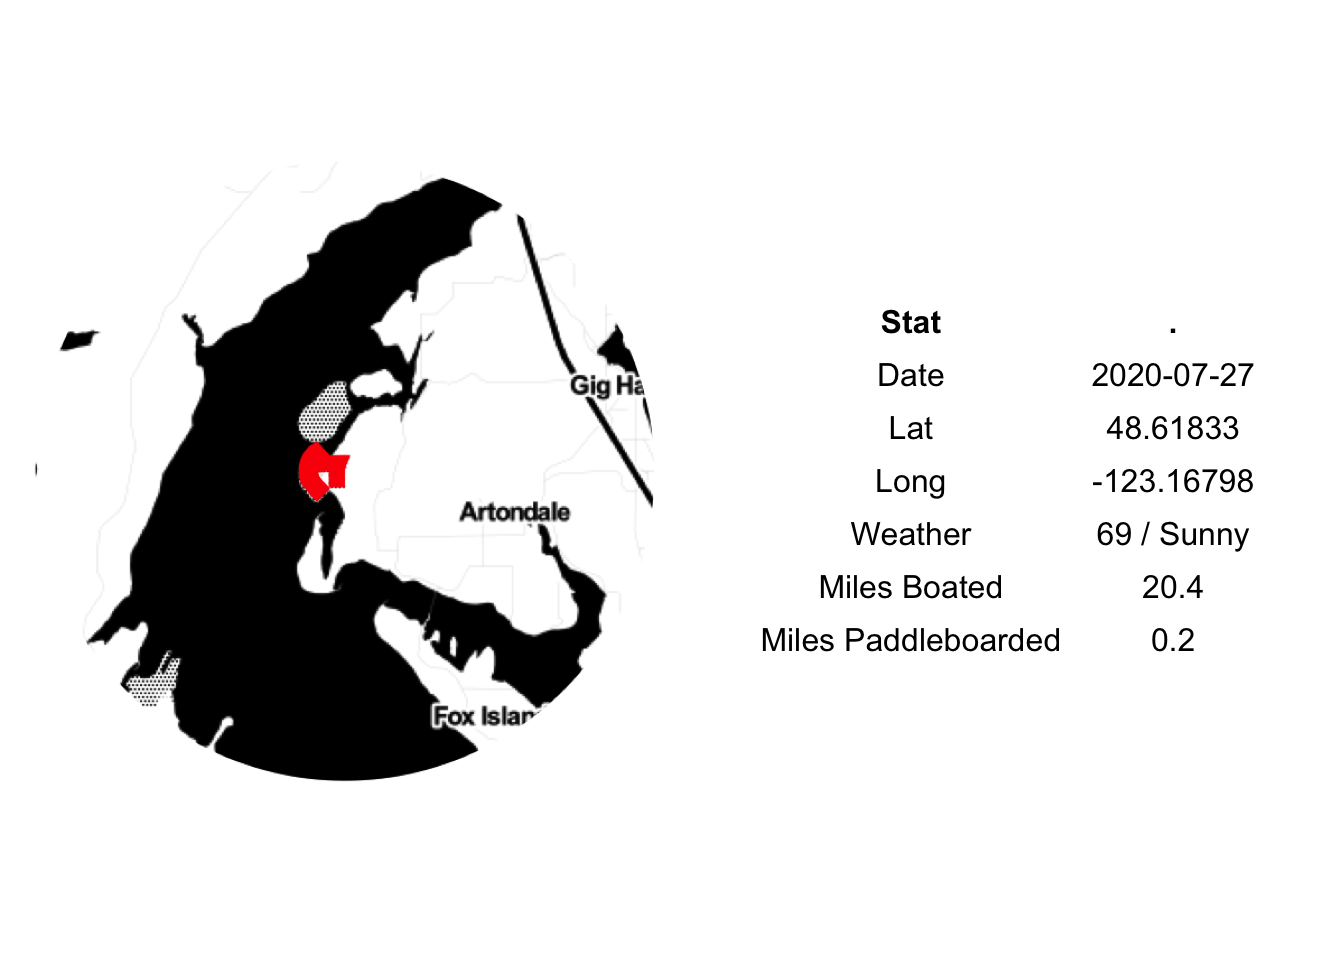 Gig Ha
Artondale
Fox Islan
Stat .
Date 2020-07-27
Lat 48.61833
Long -123.16798
Weather 69 / Sunny
Miles Boated 20.4
Miles Paddleboarded 0.2